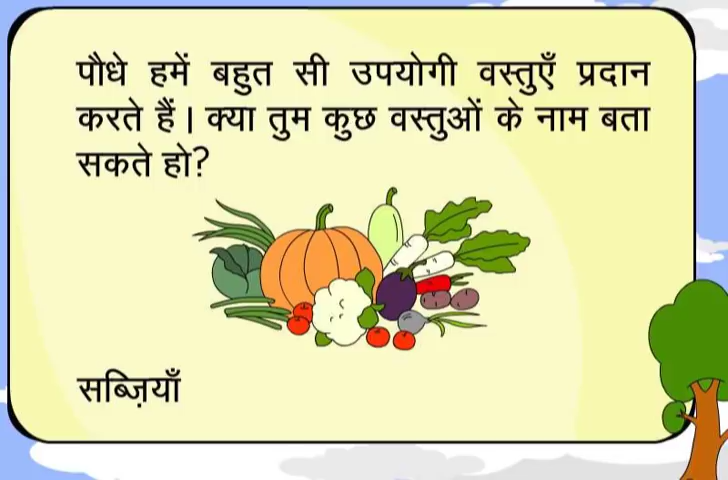 पौधे हमें बहुत सी उपयोगी वस्तुएँ प्रदान
करते हैं। क्या तुम कुछ वस्तुओं के नाम बता
सकते हो?
सब्ज़ियाँ